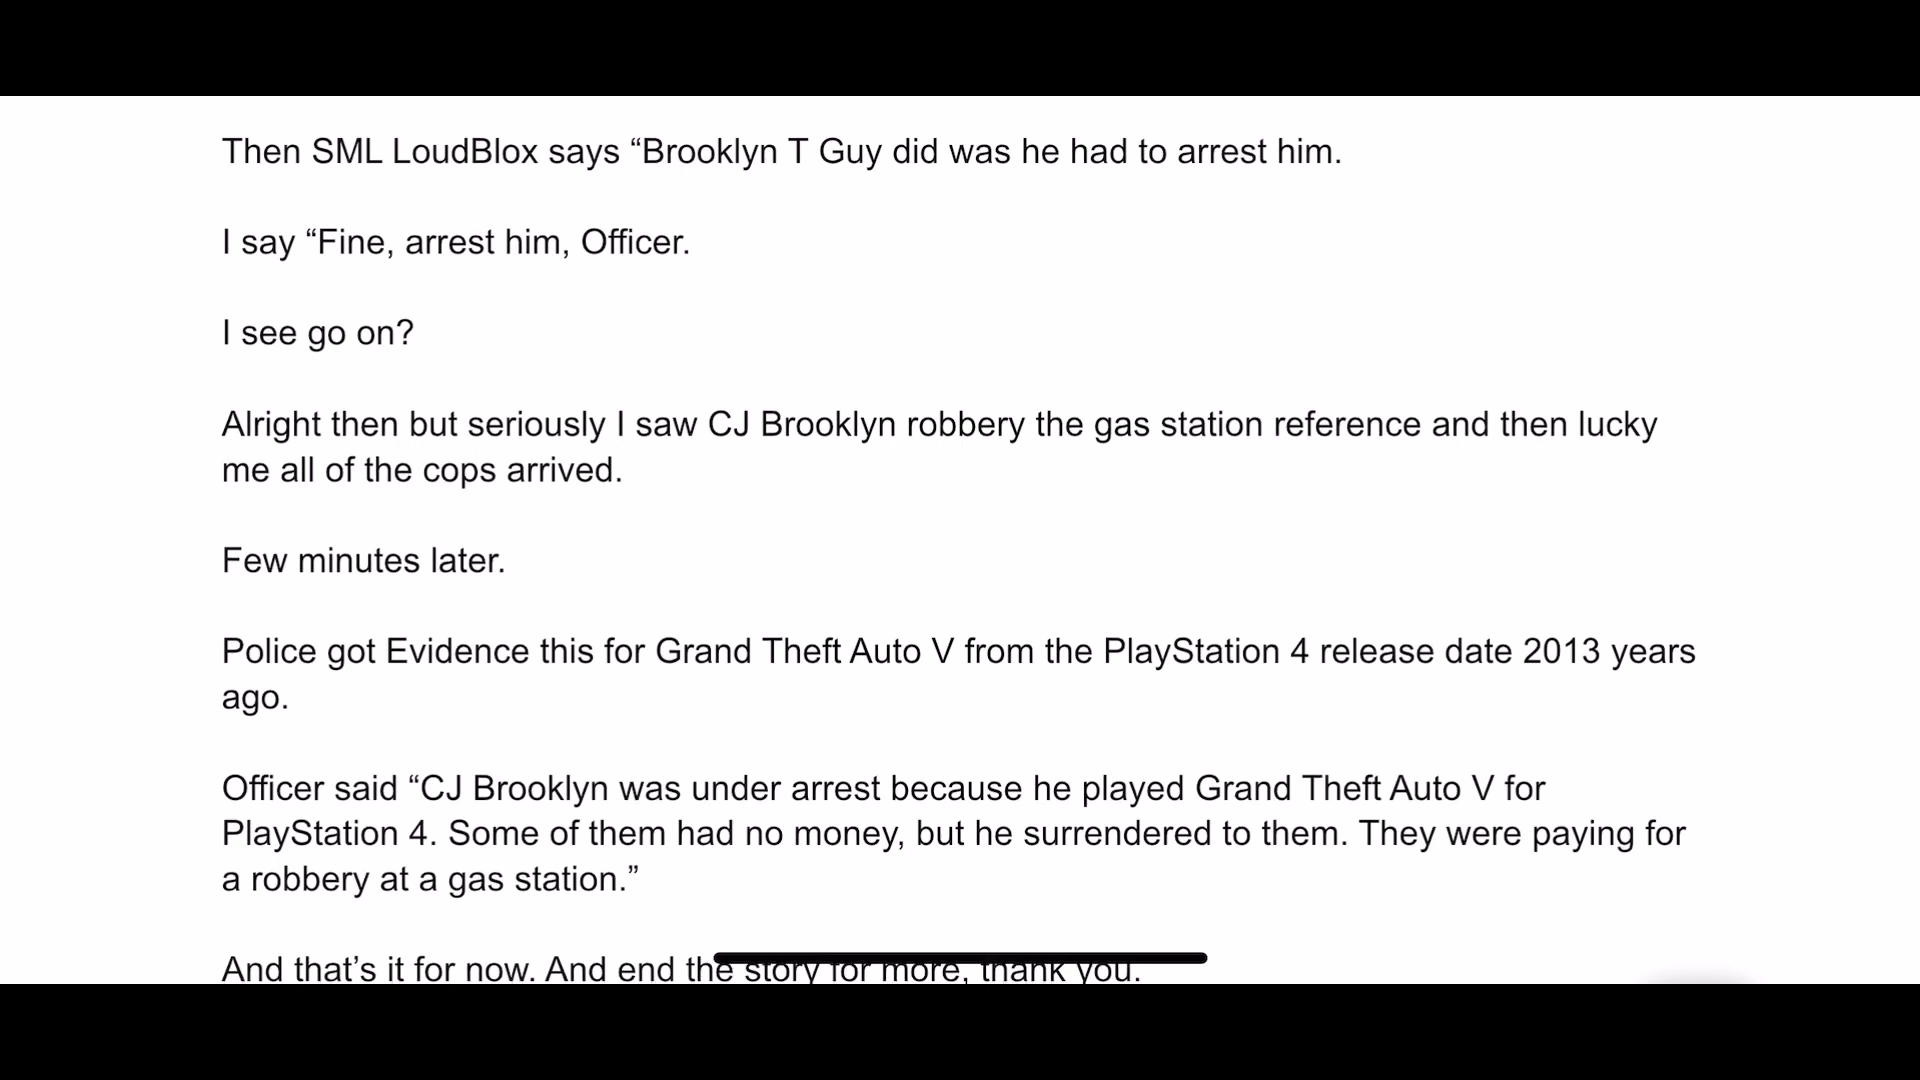 Then SML LoudBlox says “Brooklyn T Guy did was he had to arrest him.
I say “Fine, arrest him, Officer.
I see go on?
Alright then but seriously I saw CJ Brooklyn robbery the gas station reference and then lucky
me all of the cops arrived.
Few minutes later.
Police got Evidence this for Grand Theft Auto V from the PlayStation 4 release date 2013 years
ago.
Officer said “CJ Brooklyn was under arrest because he played Grand Theft Auto V for
PlayStation 4. Some of them had no money, but he surrendered to them. They were paying for
a robbery at a gas station.”
And that’s it for now. And end the story for more, thank you.